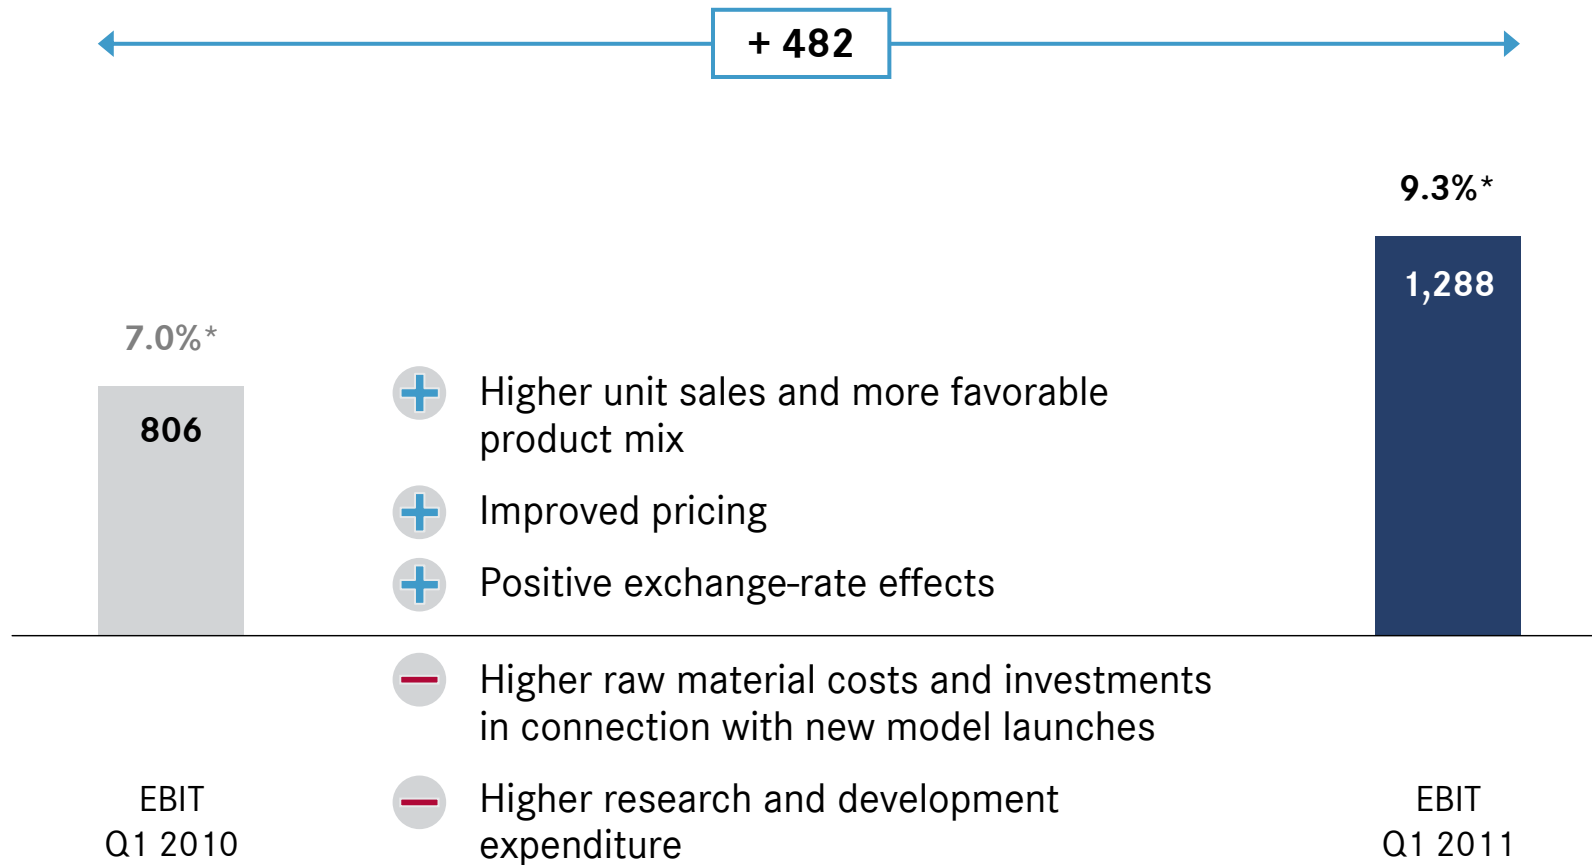 + 482
9.3%*
1,288
7.0%*
806
Higher unit sales and more favorable
product mix
Improved pricing
Positive exchange-rate effects
Higher raw material costs and investments
in connection with new model launches
Higher research and development
expenditure
EBIT
Q1 2010
EBIT
Q1 2011